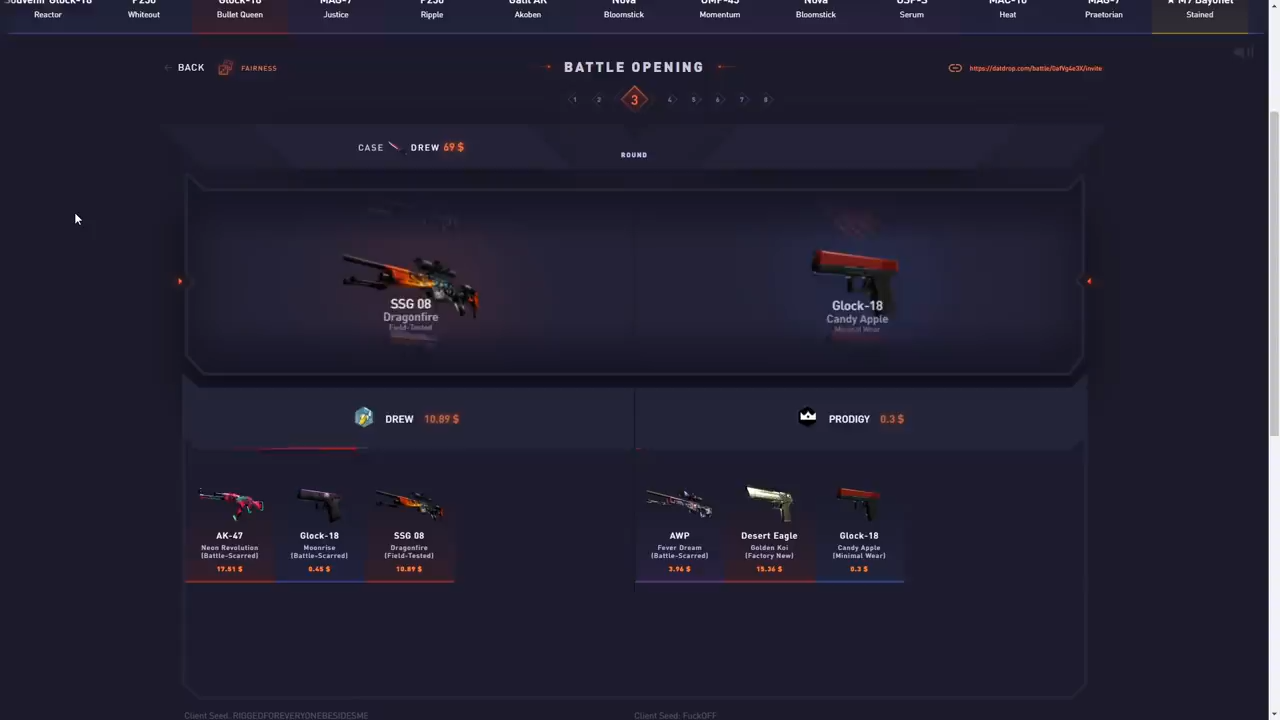 Souvenir Glock-18
Reactor
P250
Whiteout
Glock-18
Bullet Queen
MAG-7
Justice
P250
Ripple
Galil AR
Akoben
Nova
Bloomstick
UMP-45
Momentum
Nova
Bloomstick
USP-S
Serum
MAC-10
Heat
MAG-7
Praetorian
★ M9 Bayonet
Stained
← BACK
FAIRNESS
BATTLE OPENING
https://datdrop.com/battle/0afVg4e3X/invite
1 2 3 4 5 6 7 8
CASE DREW 69 $
ROUND
SSG 08
Dragonfire
Field-Tested
Glock-18
Candy Apple
Minimal Wear
DREW 10.89 $
PRODIGY 0.3 $
AK-47
Neon Revolution
(Battle-Scarred)
17.51 $
Glock-18
Moonrise
(Battle-Scarred)
0.45 $
SSG 08
Dragonfire
(Field-Tested)
10.89 $
AWP
Fever Dream
(Battle-Scarred)
3.96 $
Desert Eagle
Golden Koi
(Factory New)
15.36 $
Glock-18
Candy Apple
(Minimal Wear)
0.3 $
Client Seed: RIGGEDFOREVERYONEBESIDESME
Client Seed: FuckOFF